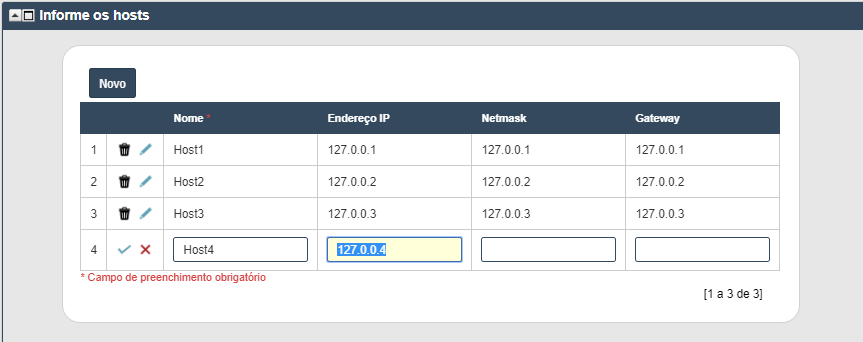 Informe os hosts
Novo
Nome * Endereço IP Netmask Gateway
1 Host1 127.0.0.1 127.0.0.1 127.0.0.1
2 Host2 127.0.0.2 127.0.0.2 127.0.0.2
3 Host3 127.0.0.3 127.0.0.3 127.0.0.3
4 Host4 127.0.0.4
* Campo de preenchimento obrigatório
[1 a 3 de 3]